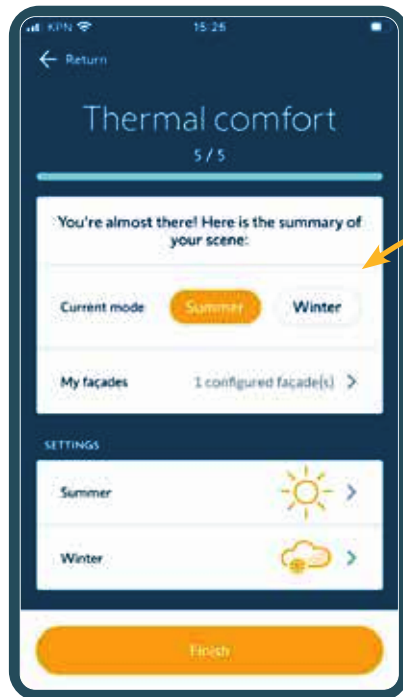 KPN 15:26
Return
Thermal comfort
5 / 5
You're almost there! Here is the summary of
your scene:
Current mode Summer Winter
My façades 1 configured façade(s)
SETTINGS
Summer
Winter
Finish